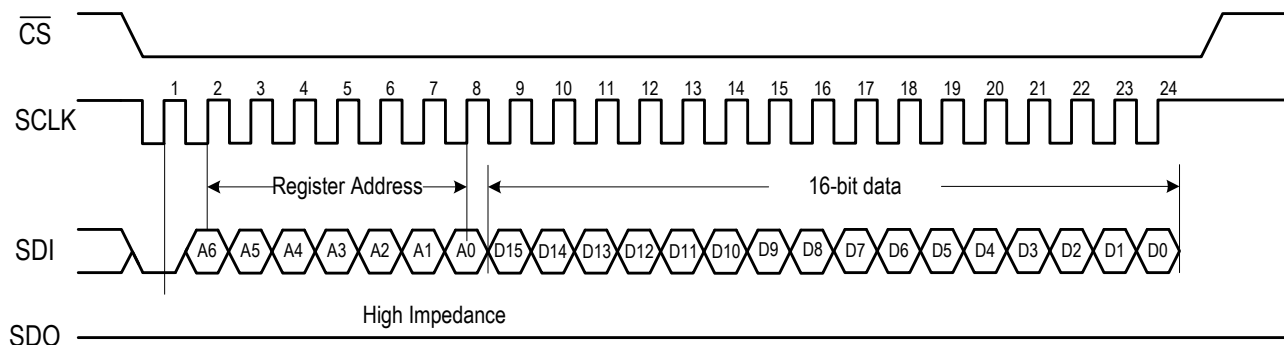 CS
1 2 3 4 5 6 7 8 9 10 11 12 13 14 15 16 17 18 19 20 21 22 23 24
SCLK
Register Address 16-bit data
SDI A6 A5 A4 A3 A2 A1 A0 D15 D14 D13 D12 D11 D10 D9 D8 D7 D6 D5 D4 D3 D2 D1 D0
High Impedance
SDO